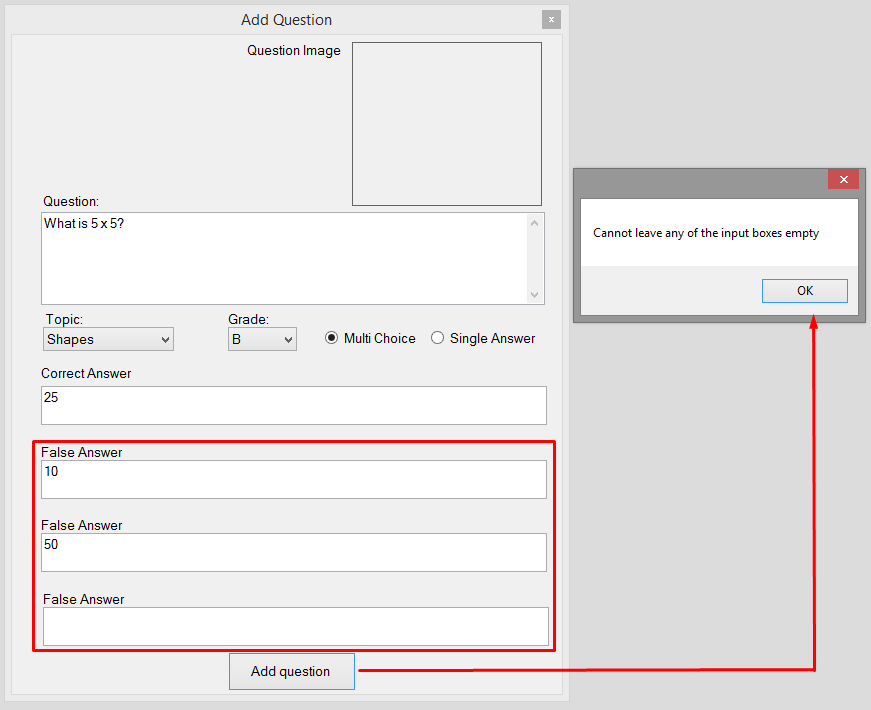 Add Question
x
Question Image
Question:
What is 5 x 5?
Topic:
Grade:
Shapes
B
Multi Choice
Single Answer
Correct Answer
25
False Answer
10
False Answer
50
False Answer
Add question
Cannot leave any of the input boxes empty
OK